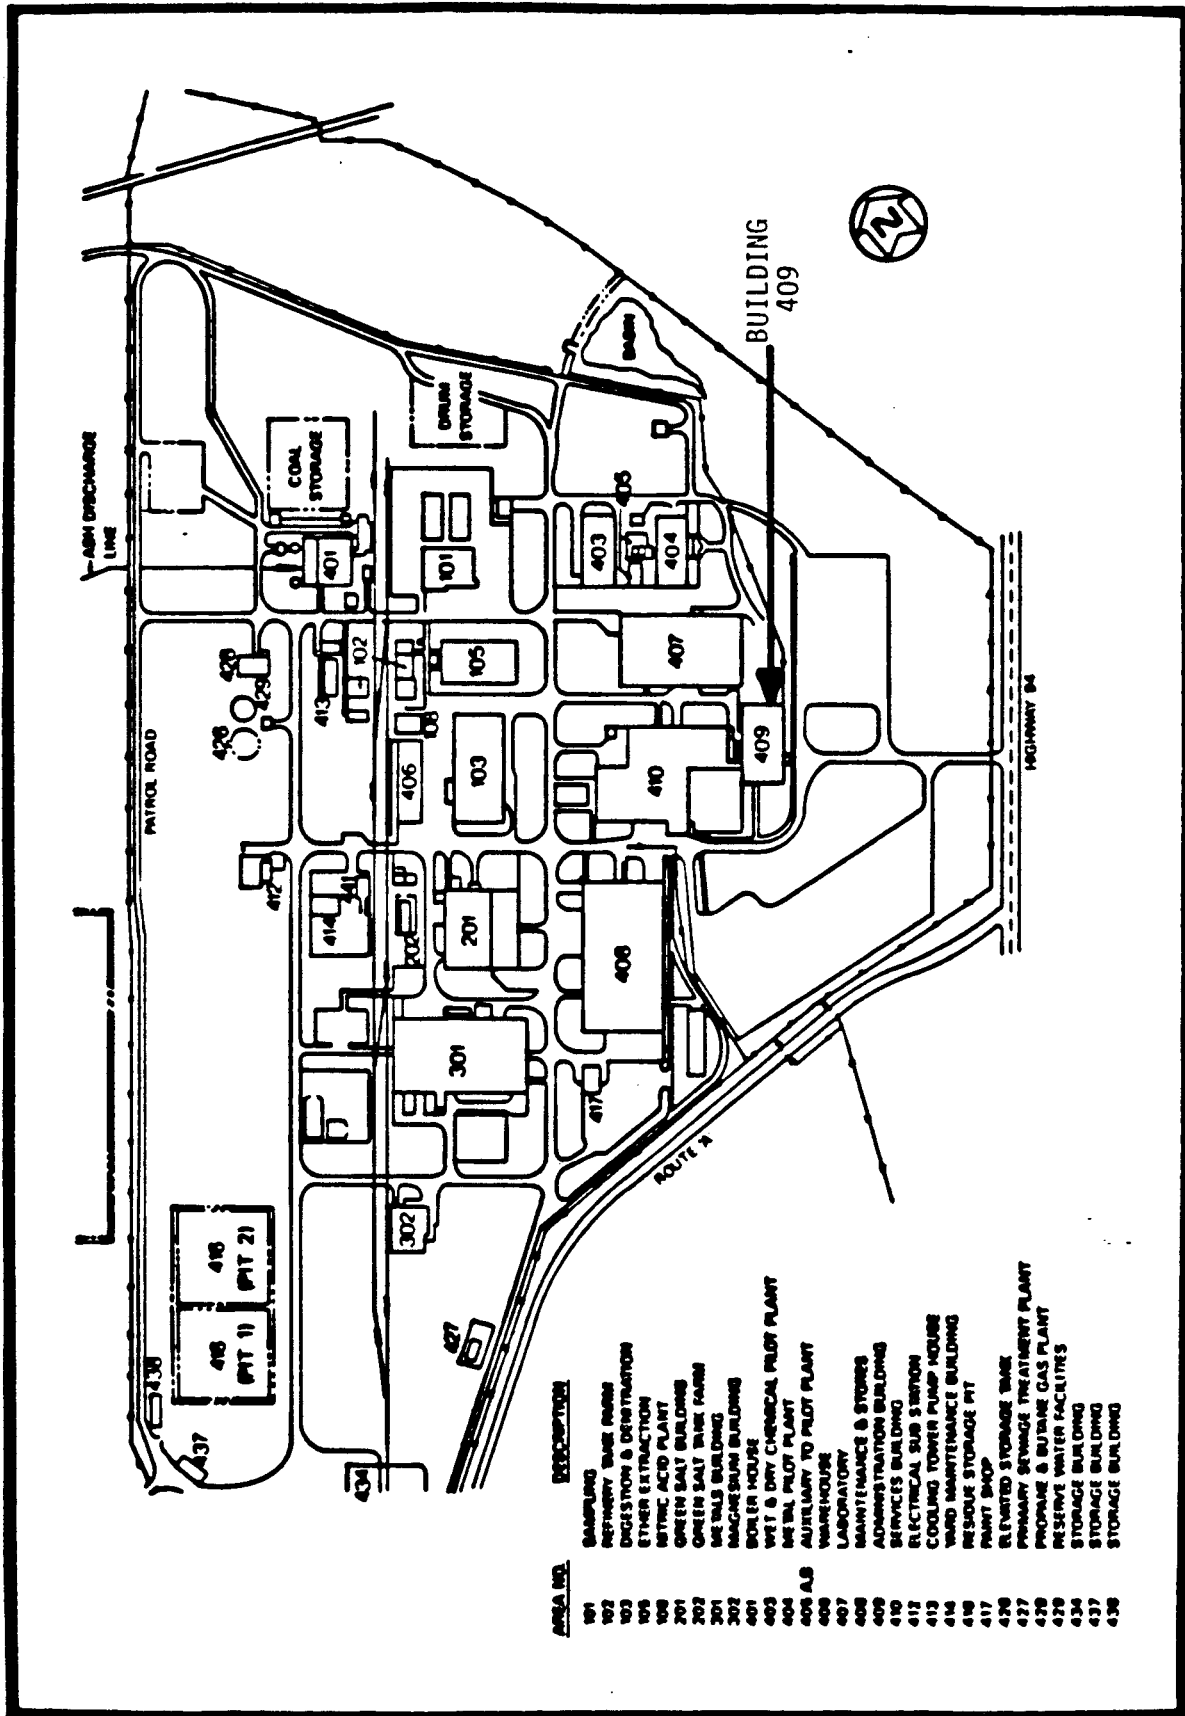 ASH DISCHARGE
LINE
PATROL ROAD
COAL
STORAGE
DRUM
STORAGE
BASIN
BUILDING
409
N
HIGHWAY 94
ROUTE
401
101
403
405
404
428
429
426
413
102
105
407
108
406
103
410
409
412
441
414
202
201
408
301
417
416
(PIT 2)
416
(PIT 1)
438
437
302
427
434
AREA NO. DESCRIPTION
101 SAMPLING
102 REFINERY TANK FARM
103 DIGESTION & DENITRATION
105 ETHER EXTRACTION
108 NITRIC ACID PLANT
201 GREEN SALT BUILDING
202 GREEN SALT TANK FARM
301 METALS BUILDING
302 MAGNESIUM BUILDING
401 BOILER HOUSE
403 WET & DRY CHEMICAL PILOT PLANT
404 METAL PILOT PLANT
405 A,B AUXILIARY TO PILOT PLANT
406 WAREHOUSE
407 LABORATORY
408 MAINTENANCE & STORES
409 ADMINISTRATION BUILDING
410 SERVICES BUILDING
412 ELECTRICAL SUB STATION
413 COOLING TOWER PUMP HOUSE
414 YARD MAINTENANCE BUILDING
416 RESIDUE STORAGE PIT
417 PAINT SHOP
426 ELEVATED STORAGE TANK
427 PRIMARY SEWAGE TREATMENT PLANT
428 PROPANE & BUTANE GAS PLANT
429 RESERVE WATER FACILITIES
434 STORAGE BUILDING
437 STORAGE BUILDING
438 STORAGE BUILDING